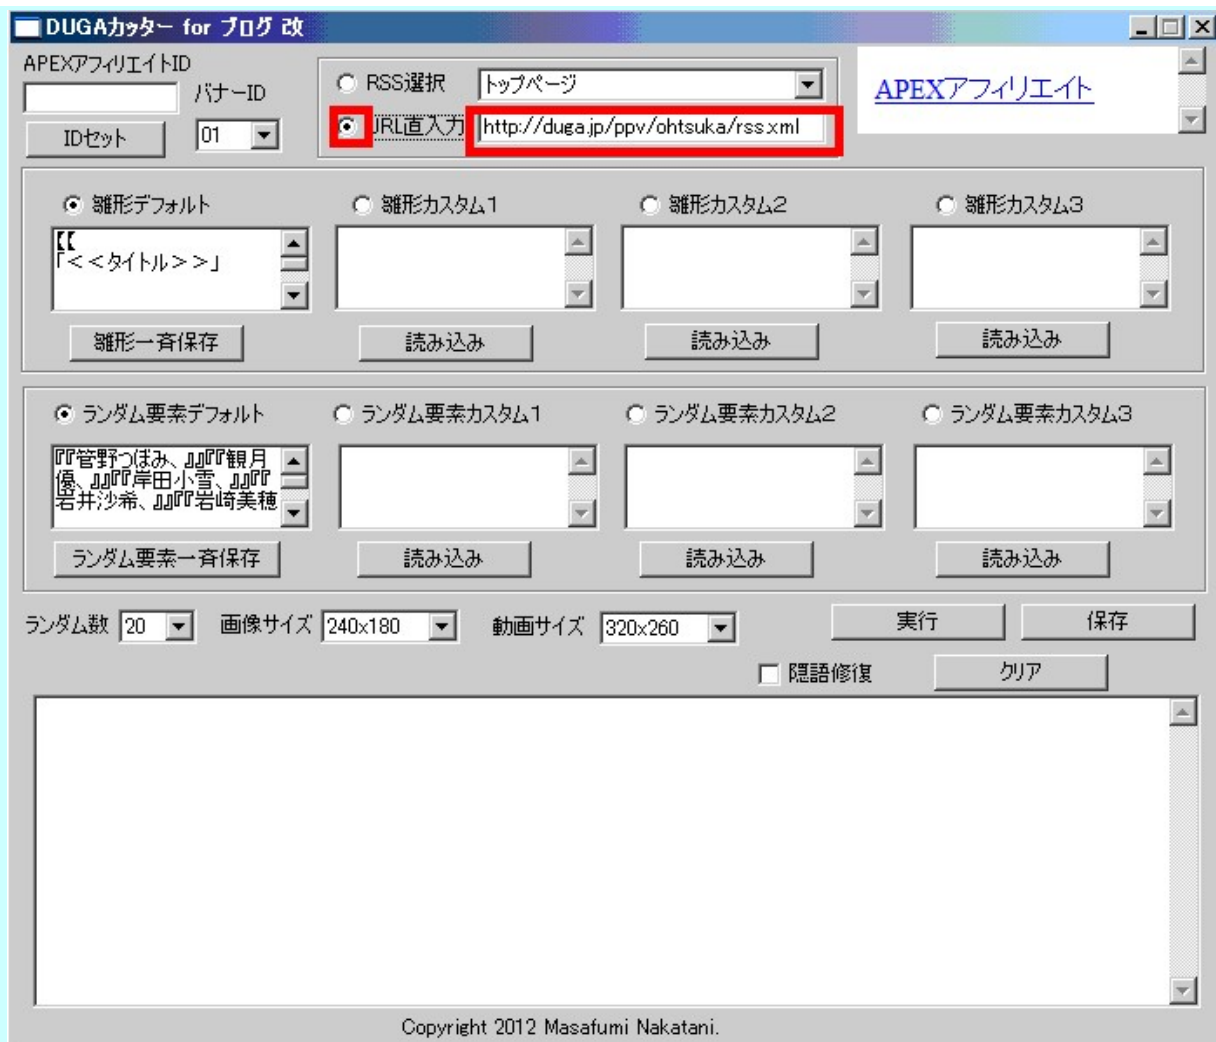 DUGAカッター for ブログ 改
APEXアフィリエイトID
バナーID
IDセット
01
RSS選択
トップページ
URL直入力
http://duga.jp/ppv/ohtsuka/rss.xml
APEXアフィリエイト
雛形デフォルト
雛形カスタム1
雛形カスタム2
雛形カスタム3
【【
「<<タイトル>>」
雛形一斉保存
読み込み
読み込み
読み込み
ランダム要素デフォルト
ランダム要素カスタム1
ランダム要素カスタム2
ランダム要素カスタム3
『『管野つぼみ、』』『『観月
優、』』『『岸田小雪、』』『『
岩井沙希、』』『『岩崎美穂
ランダム要素一斉保存
読み込み
読み込み
読み込み
ランダム数
20
画像サイズ
240x180
動画サイズ
320x260
実行
保存
隠語修復
クリア
Copyright 2012 Masafumi Nakatani.